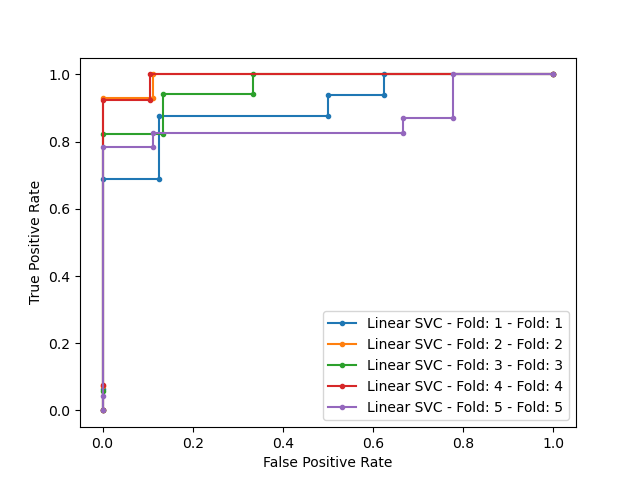 1.0
0.8
0.6
0.4
0.2
0.0
True Positive Rate
Linear SVC - Fold: 1 - Fold: 1
Linear SVC - Fold: 2 - Fold: 2
Linear SVC - Fold: 3 - Fold: 3
Linear SVC - Fold: 4 - Fold: 4
Linear SVC - Fold: 5 - Fold: 5
0.0 0.2 0.4 0.6 0.8 1.0
False Positive Rate